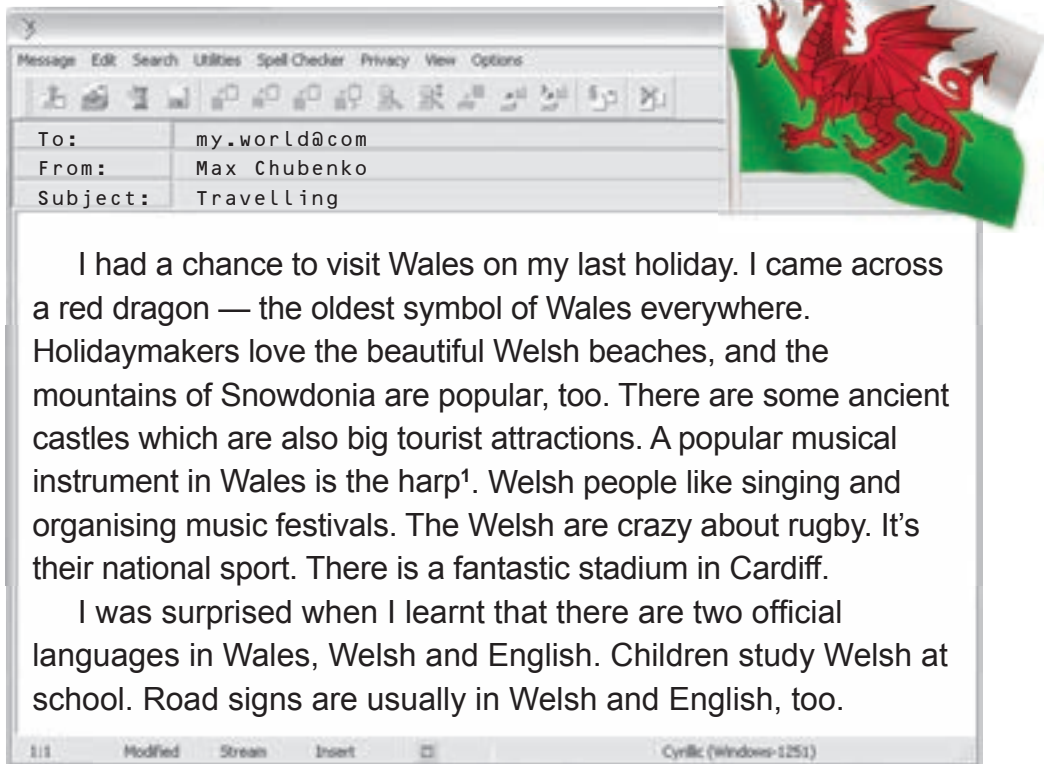 Message Edit Search Utilities Spell Checker Privacy View Options
To: my.world@com
From: Max Chubenko
Subject: Travelling
I had a chance to visit Wales on my last holiday. I came across
a red dragon — the oldest symbol of Wales everywhere.
Holidaymakers love the beautiful Welsh beaches, and the
mountains of Snowdonia are popular, too. There are some ancient
castles which are also big tourist attractions. A popular musical
instrument in Wales is the harp¹. Welsh people like singing and
organising music festivals. The Welsh are crazy about rugby. It’s
their national sport. There is a fantastic stadium in Cardiff.
I was surprised when I learnt that there are two official
languages in Wales, Welsh and English. Children study Welsh at
school. Road signs are usually in Welsh and English, too.
1:1 Modified Stream Insert Cyrillic (Windows-1251)